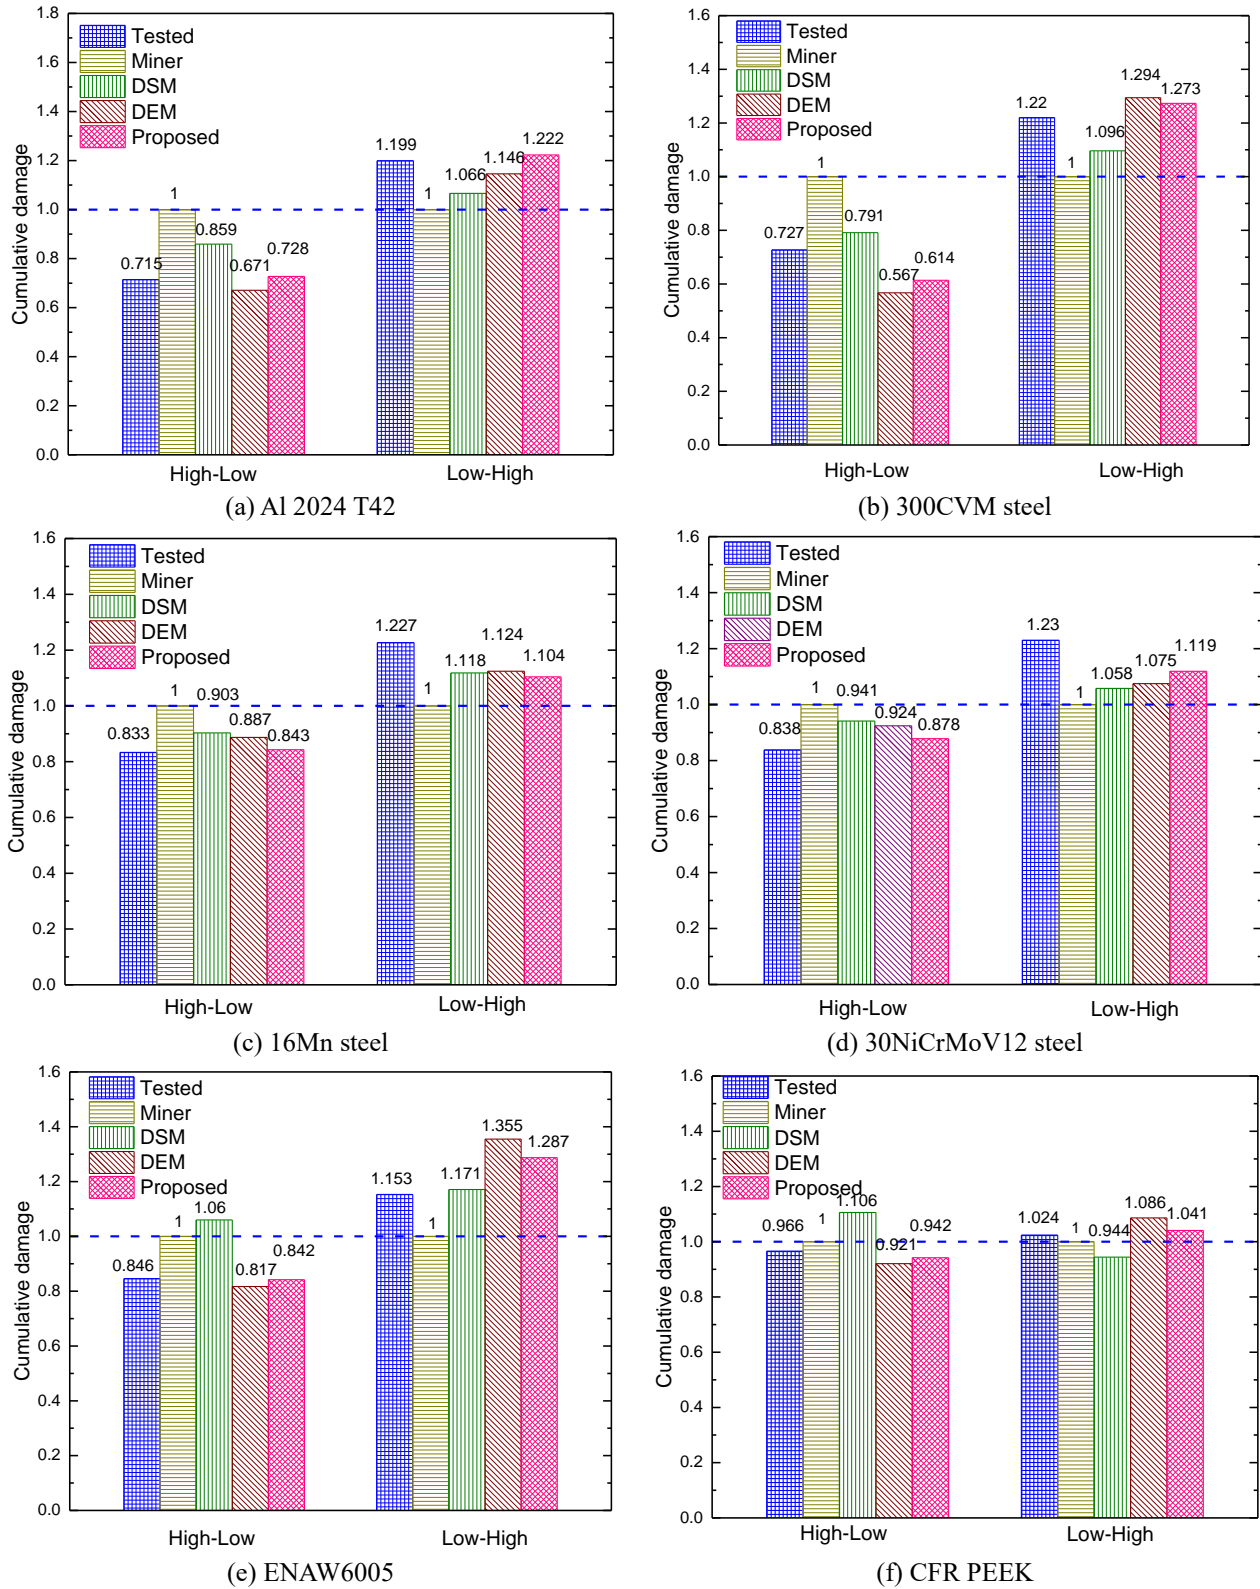 1.8
1.6
1.4
1.2
1.0
0.8
0.6
0.4
0.2
0.0
Cumulative damage
Tested
Miner
DSM
DEM
Proposed
0.715
1
0.859
0.671
0.728
1.199
1
1.066
1.146
1.222
High-Low
Low-High
(a) Al 2024 T42
1.6
1.4
1.2
1.0
0.8
0.6
0.4
0.2
0.0
Cumulative damage
Tested
Miner
DSM
DEM
Proposed
0.727
1
0.791
0.567
0.614
1.22
1
1.096
1.294
1.273
High-Low
Low-High
(b) 300CVM steel
1.6
1.4
1.2
1.0
0.8
0.6
0.4
0.2
0.0
Cumulative damage
Tested
Miner
DSM
DEM
Proposed
0.833
1
0.903
0.887
0.843
1.227
1
1.118
1.124
1.104
High-Low
Low-High
(c) 16Mn steel
1.6
1.4
1.2
1.0
0.8
0.6
0.4
0.2
0.0
Cumulative damage
Tested
Miner
DSM
DEM
Proposed
0.838
1
0.941
0.924
0.878
1.23
1
1.058
1.075
1.119
High-Low
Low-High
(d) 30NiCrMoV12 steel
1.6
1.4
1.2
1.0
0.8
0.6
0.4
0.2
0.0
Cumulative damage
Tested
Miner
DSM
DEM
Proposed
0.846
1
1.06
0.817
0.842
1.153
1
1.171
1.355
1.287
High-Low
Low-High
(e) ENAW6005
1.6
1.4
1.2
1.0
0.8
0.6
0.4
0.2
0.0
Cumulative damage
Tested
Miner
DSM
DEM
Proposed
0.966
1
1.106
0.921
0.942
1.024
1
0.944
1.086
1.041
High-Low
Low-High
(f) CFR PEEK